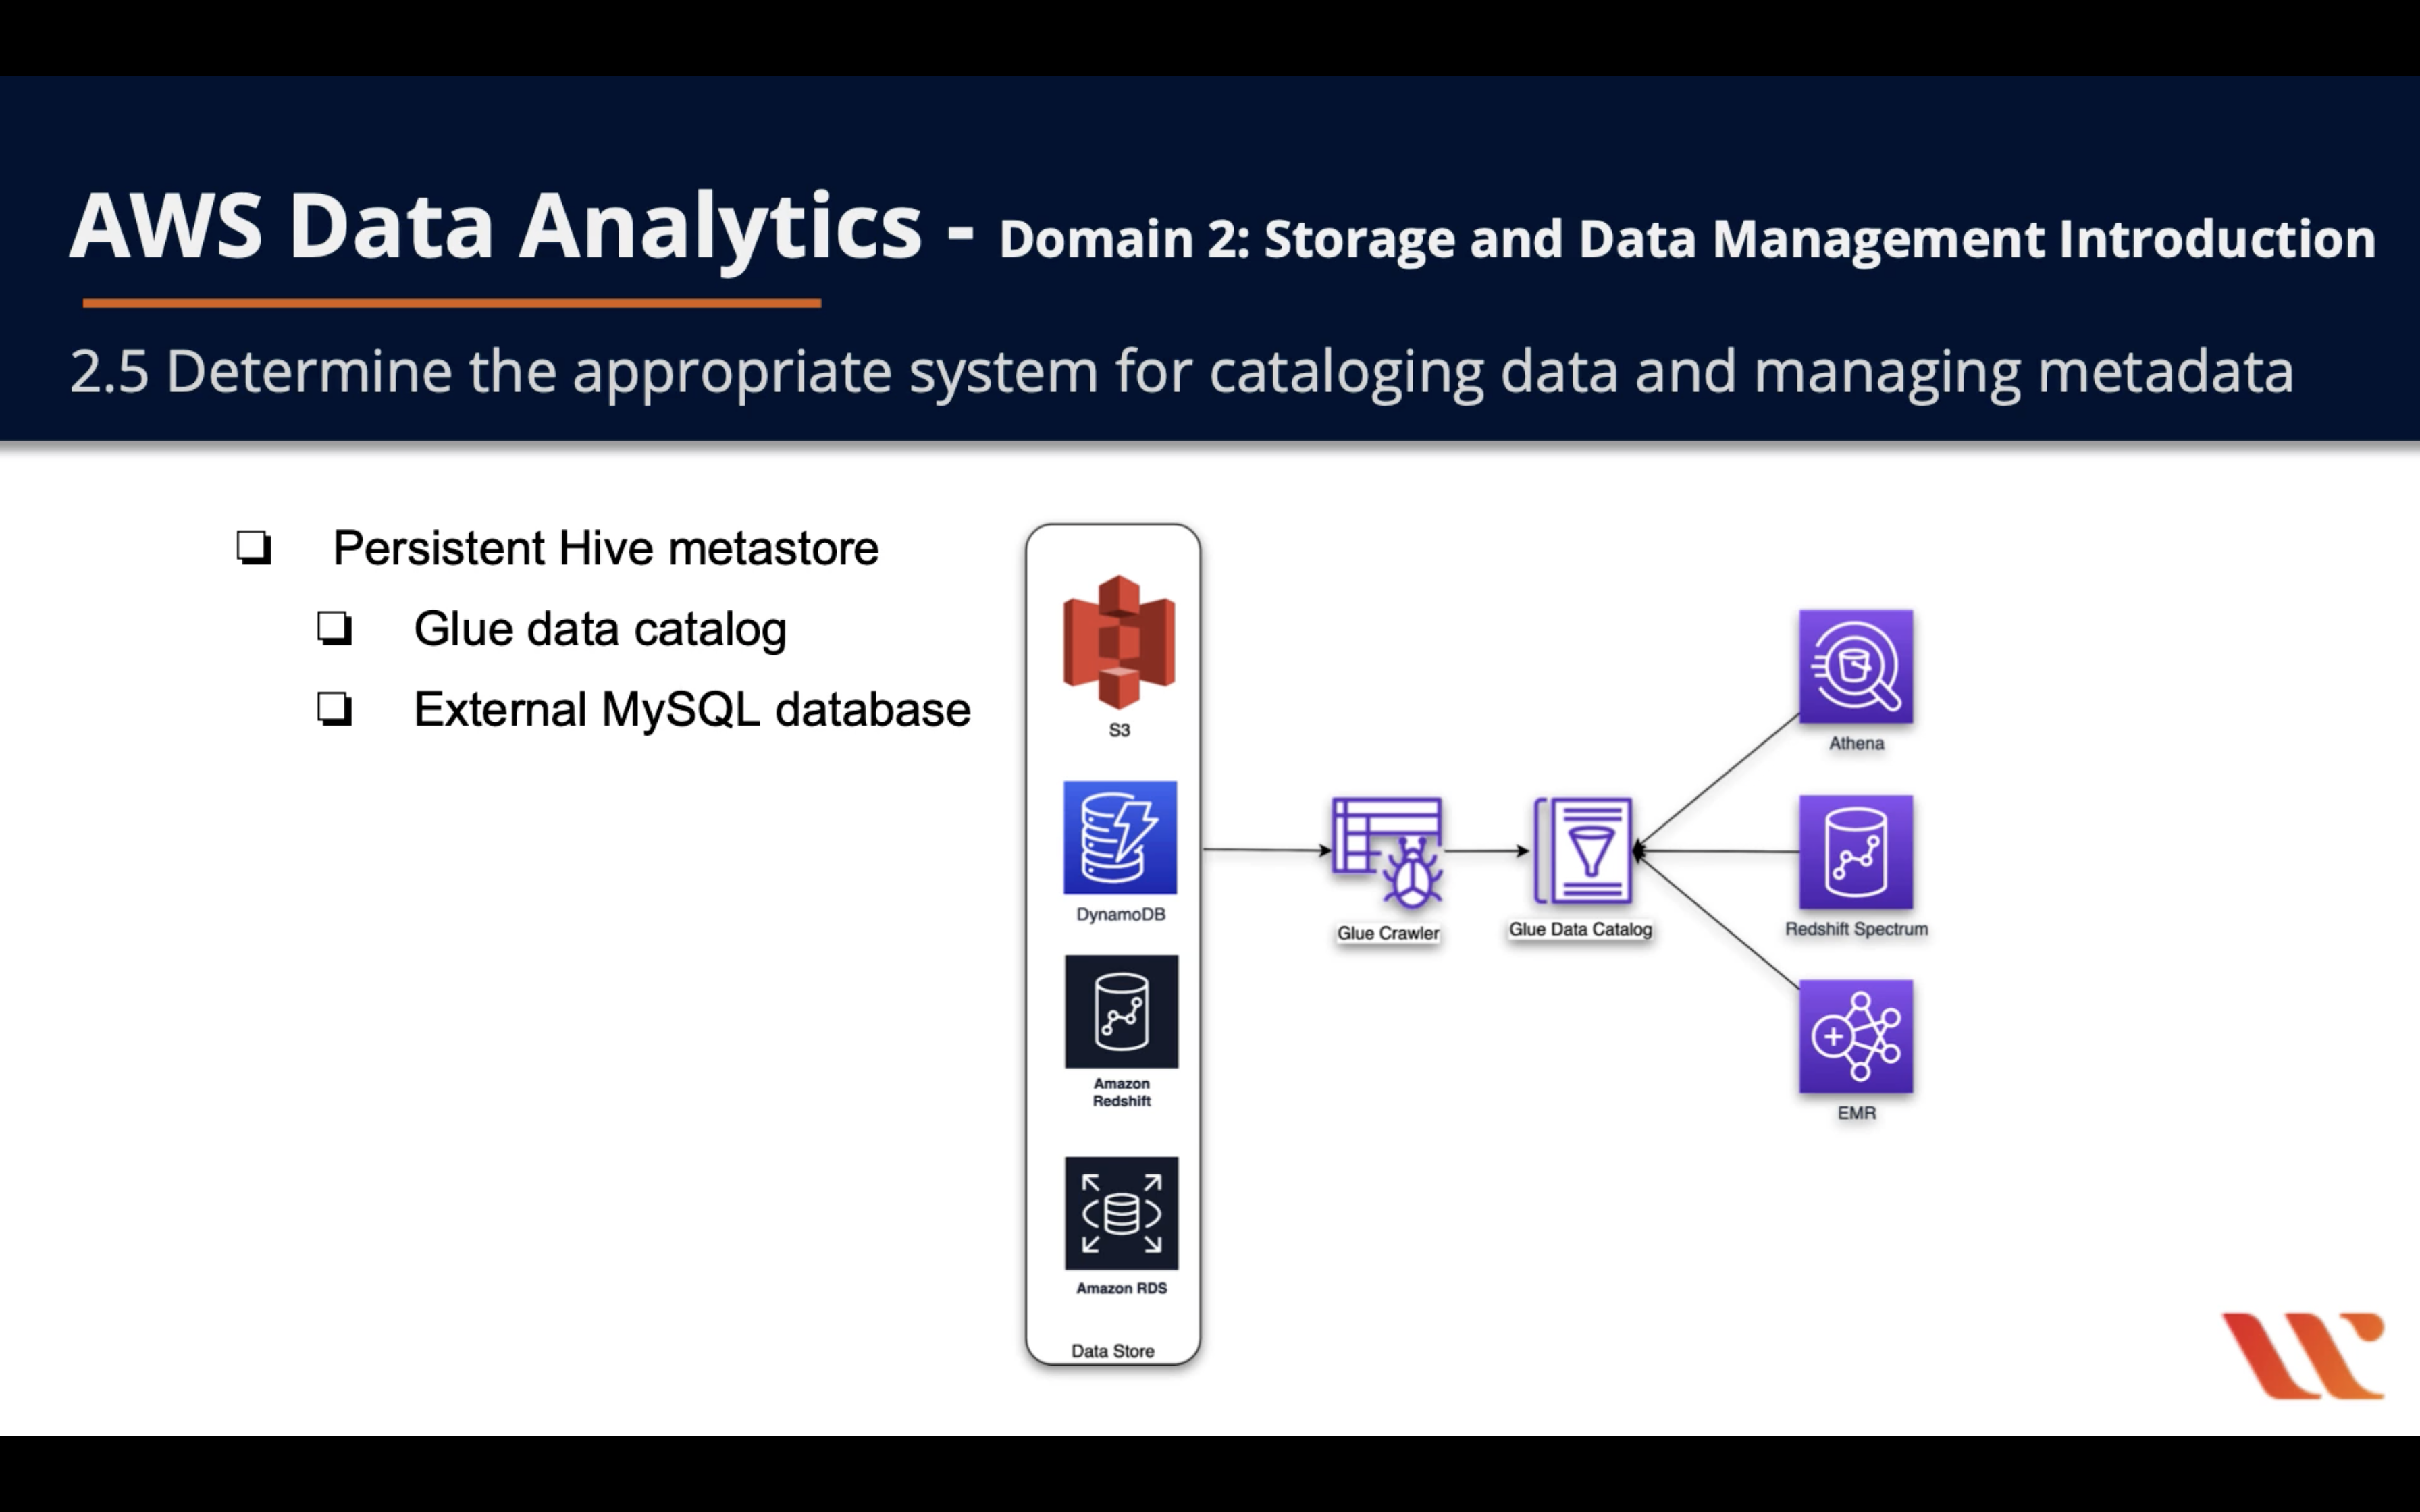 AWS Data Analytics - Domain 2: Storage and Data Management Introduction
2.5 Determine the appropriate system for cataloging data and managing metadata
Persistent Hive metastore
Glue data catalog
External MySQL database
S3
DynamoDB
Amazon
Redshift
Amazon RDS
Data Store
Glue Crawler
Glue Data Catalog
Athena
Redshift Spectrum
EMR